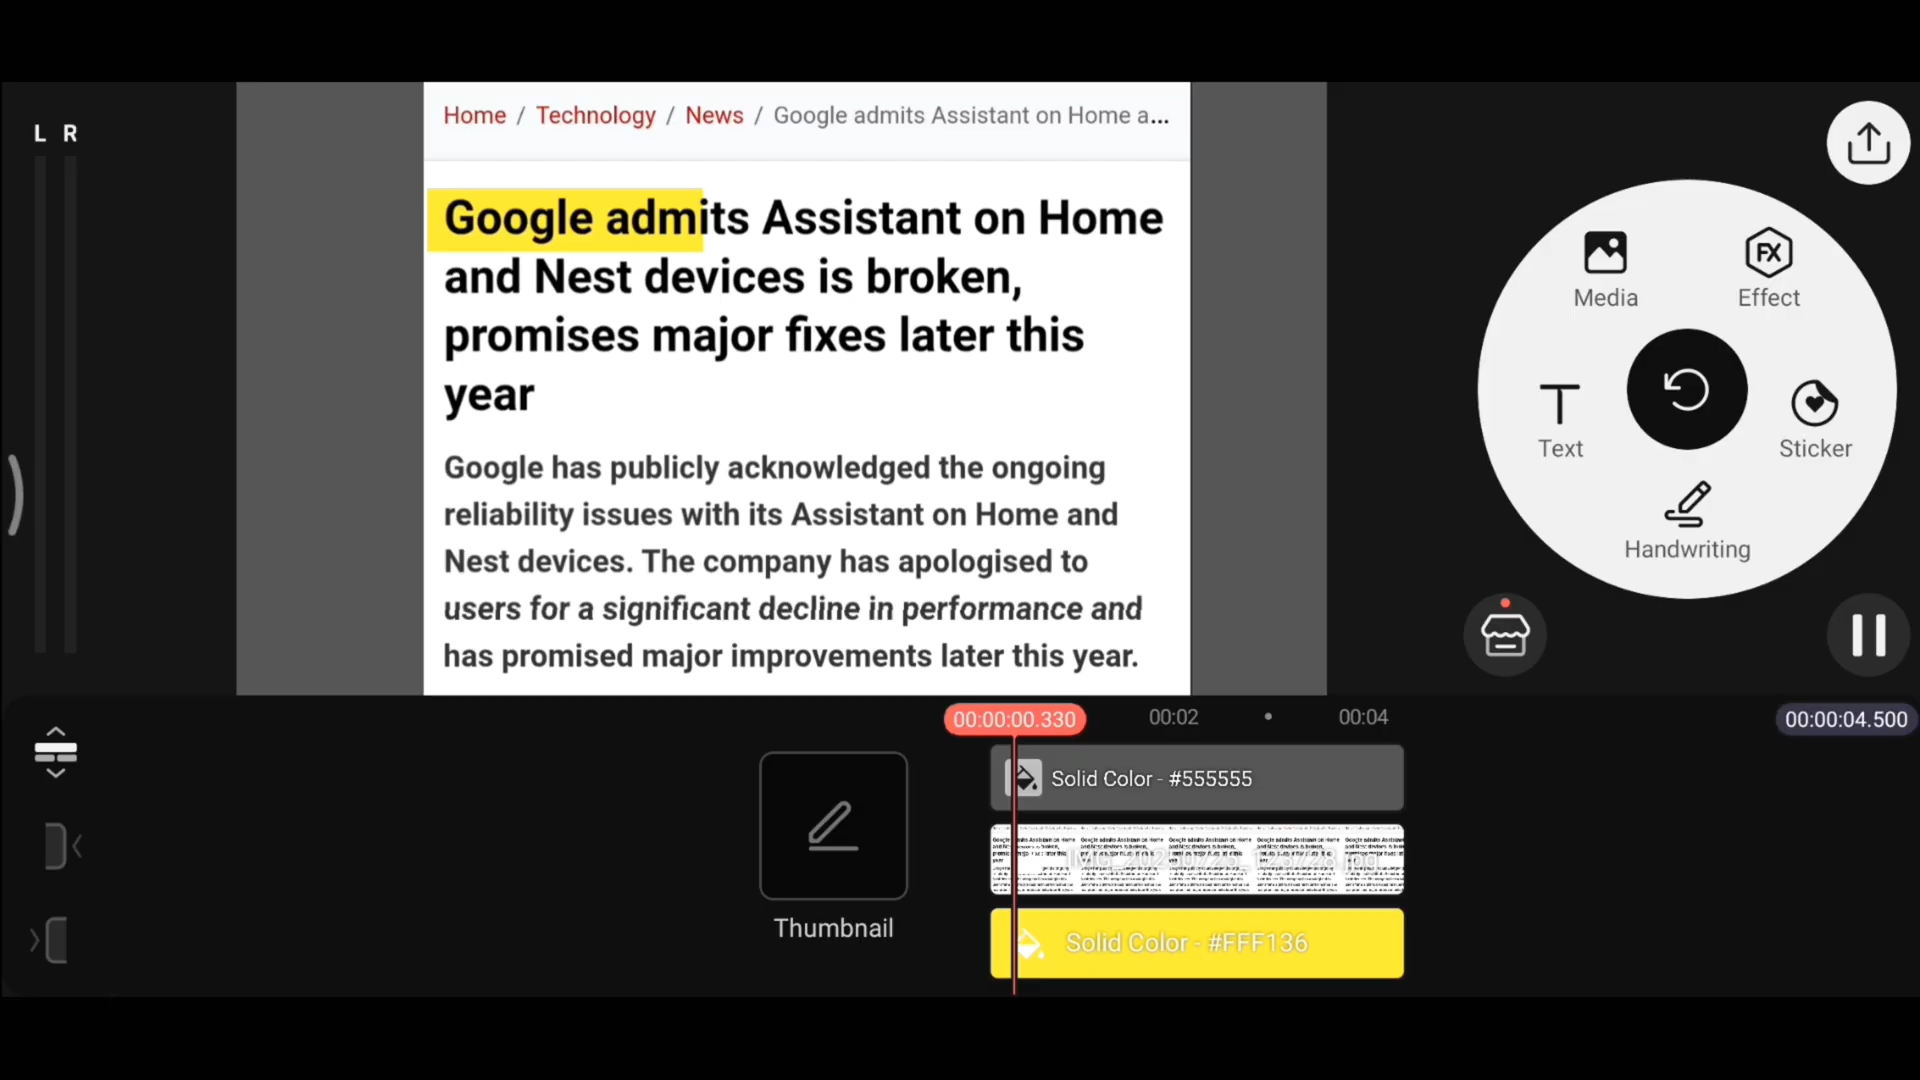 L R
Home / Technology / News / Google admits Assistant on Home a...
Google admits Assistant on Home
and Nest devices is broken,
promises major fixes later this
year
Google has publicly acknowledged the ongoing
reliability issues with its Assistant on Home and
Nest devices. The company has apologised to
users for a significant decline in performance and
has promised major improvements later this year.
Media
FX
Effect
Text
Sticker
Handwriting
00:00:00.330
00:02
00:04
00:00:04.500
Solid Color - #555555
Thumbnail
Solid Color - #FFF136